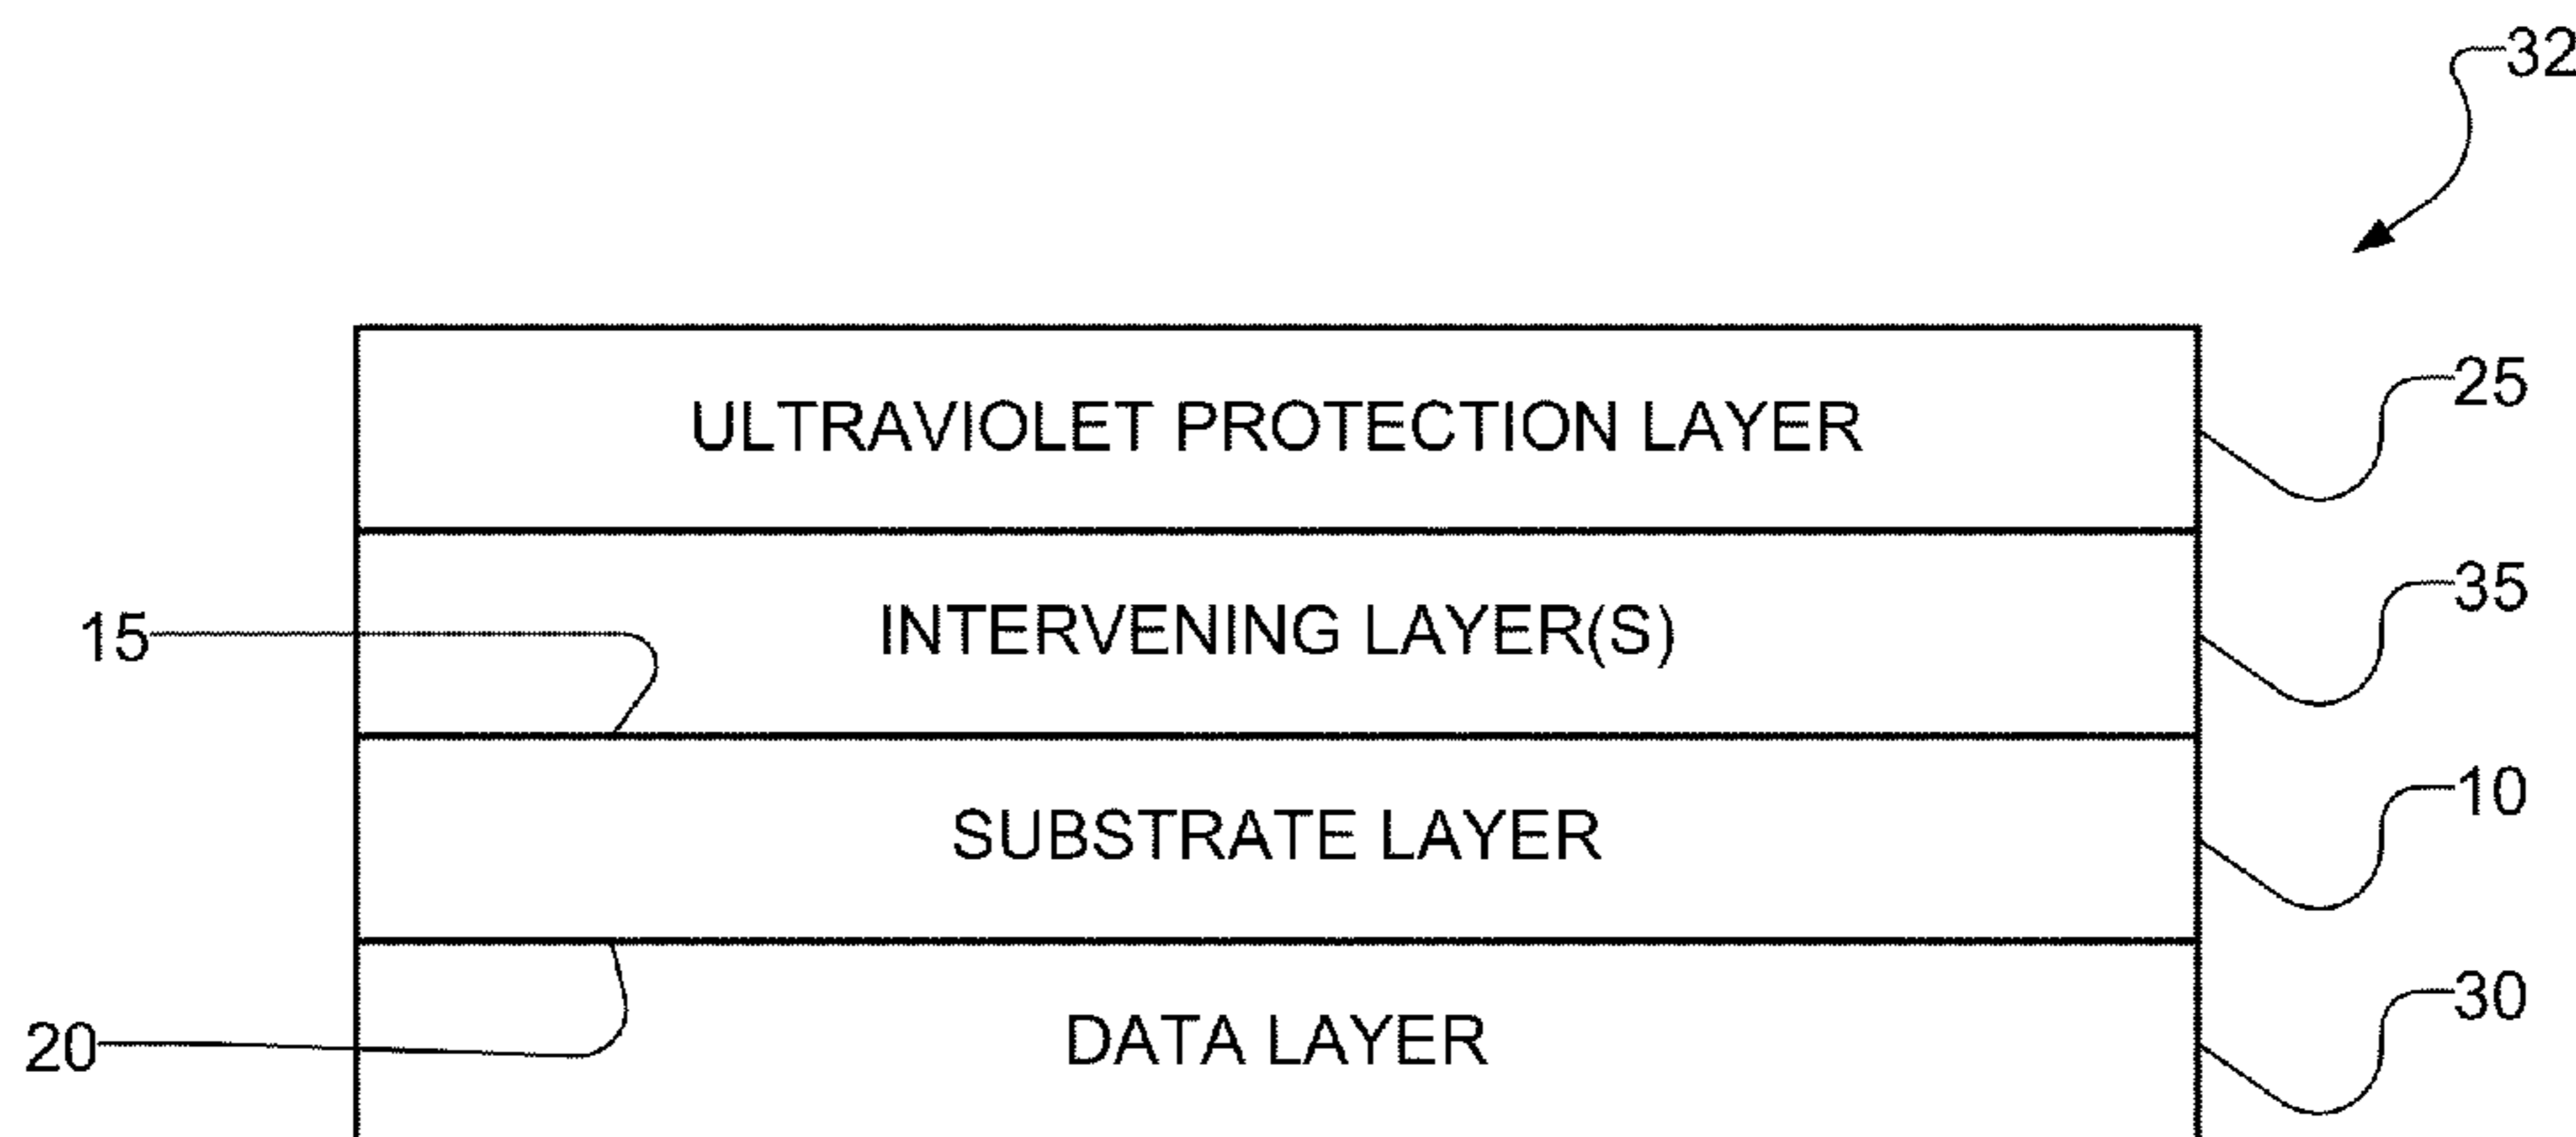 32
ULTRAVIOLET PROTECTION LAYER
25
INTERVENING LAYER(S)
35
15
SUBSTRATE LAYER
10
DATA LAYER
30
20